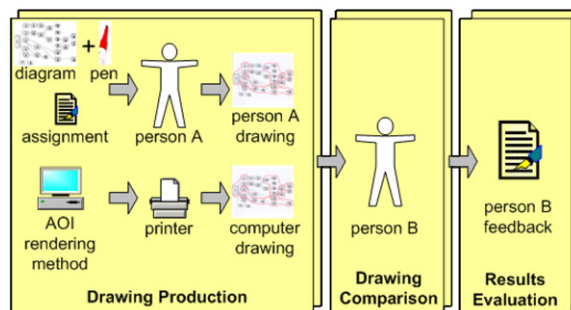 +
diagram pen
assignment
person A
person A
drawing
AOI
rendering
method
printer
computer
drawing
Drawing Production
person B
Drawing
Comparison
person B
feedback
Results
Evaluation